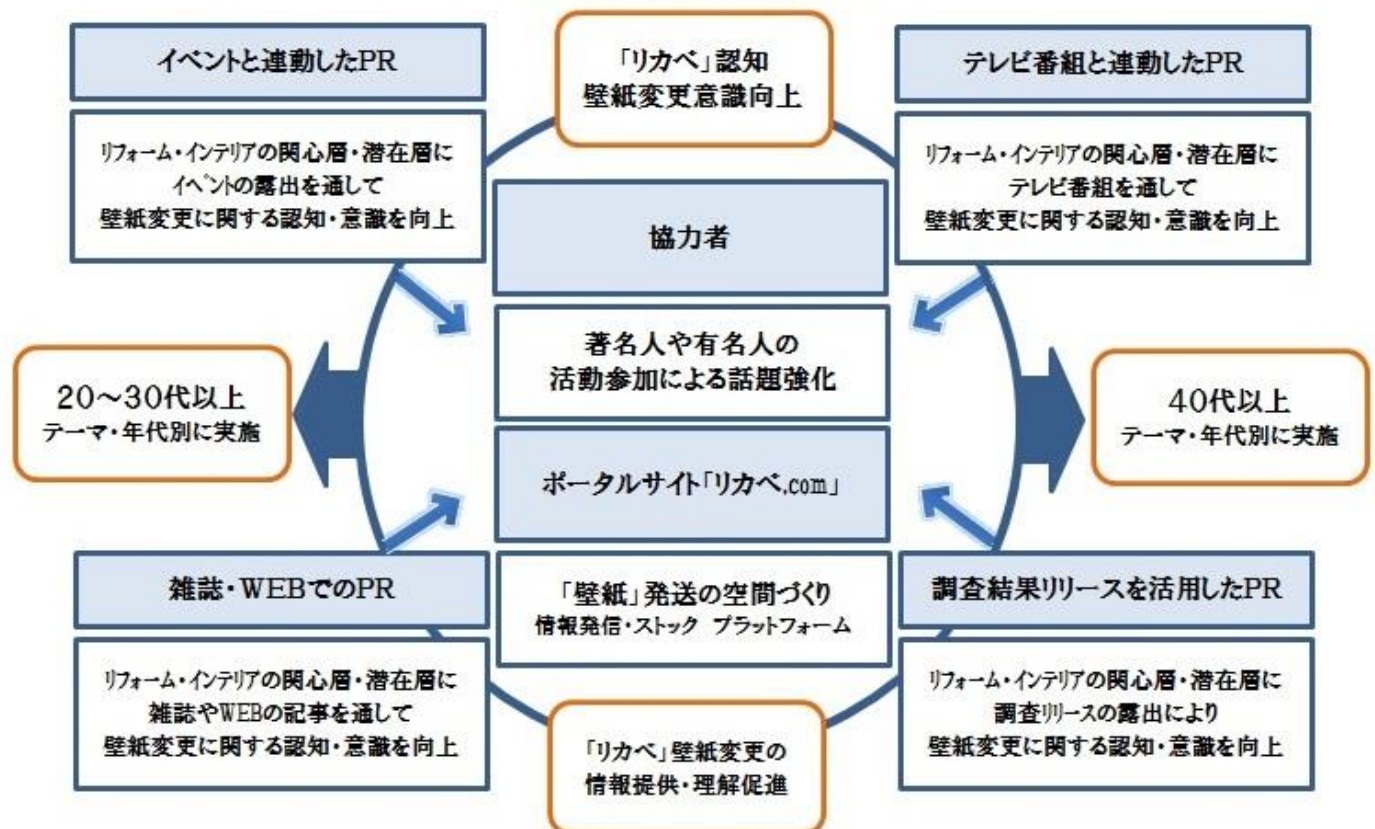 イベントと連動したPR
リフォーム・インテリアの関心層・潜在層に
イベントの露出を通して
壁紙変更に関する認知・意識を向上
「リカベ」認知
壁紙変更意識向上
テレビ番組と連動したPR
リフォーム・インテリアの関心層・潜在層に
テレビ番組を通して
壁紙変更に関する認知・意識を向上
協力者
著名人や有名人の
活動参加による話題強化
20～30代以上
テーマ・年代別に実施
40代以上
テーマ・年代別に実施
ポータルサイト「リカベ.com」
「壁紙」発送の空間づくり
情報発信・ストック プラットフォーム
雑誌・WEBでのPR
リフォーム・インテリアの関心層・潜在層に
雑誌やWEBの記事を通して
壁紙変更に関する認知・意識を向上
調査結果リリースを活用したPR
リフォーム・インテリアの関心層・潜在層に
調査リリースの露出により
壁紙変更に関する認知・意識を向上
「リカベ」壁紙変更の
情報提供・理解促進